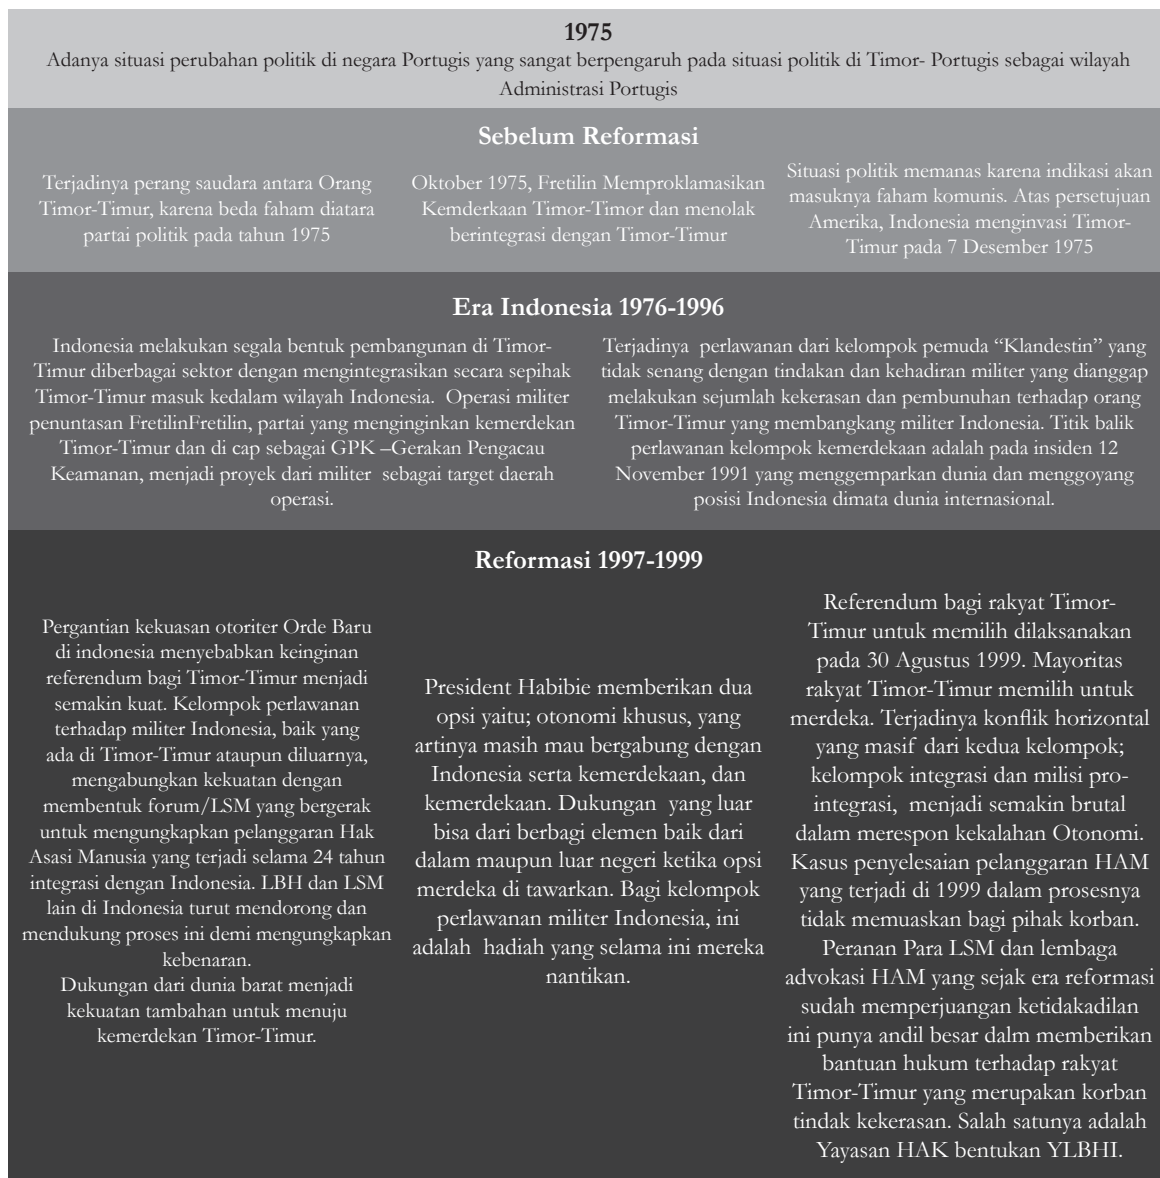 1975
Adanya situasi perubahan politik di negara Portugis yang sangat berpengaruh pada situasi politik di Timor- Portugis sebagai wilayah
Administrasi Portugis
Sebelum Reformasi
Terjadinya perang saudara antara Orang
Timor-Timur, karena beda faham diatara
partai politik pada tahun 1975
Oktober 1975, Fretilin Memproklamasikan
Kemderkaan Timor-Timor dan menolak
berintegrasi dengan Timor-Timur
Situasi politik memanas karena indikasi akan
masuknya faham komunis. Atas persetujuan
Amerika, Indonesia menginvasi Timor-
Timur pada 7 Desember 1975
Era Indonesia 1976-1996
Indonesia melakukan segala bentuk pembangunan di Timor-
Timur diberbagai sektor dengan mengintegrasikan secara sepihak
Timor-Timur masuk kedalam wilayah Indonesia. Operasi militer
penuntasan FretilinFretilin, partai yang menginginkan kemerdekan
Timor-Timur dan di cap sebagai GPK –Gerakan Pengacau
Keamanan, menjadi proyek dari militer sebagai target daerah
operasi.
Terjadinya perlawanan dari kelompok pemuda “Klandestin” yang
tidak senang dengan tindakan dan kehadiran militer yang dianggap
melakukan sejumlah kekerasan dan pembunuhan terhadap orang
Timor-Timur yang membangkang militer Indonesia. Titik balik
perlawanan kelompok kemerdekaan adalah pada insiden 12
November 1991 yang menggemparkan dunia dan menggoyang
posisi Indonesia dimata dunia internasional.
Reformasi 1997-1999
Pergantian kekuasan otoriter Orde Baru
di indonesia menyebabkan keinginan
referendum bagi Timor-Timur menjadi
semakin kuat. Kelompok perlawanan
terhadap militer Indonesia, baik yang
ada di Timor-Timur ataupun diluarnya,
mengabungkan kekuatan dengan
membentuk forum/LSM yang bergerak
untuk mengungkapkan pelanggaran Hak
Asasi Manusia yang terjadi selama 24 tahun
integrasi dengan Indonesia. LBH dan LSM
lain di Indonesia turut mendorong dan
mendukung proses ini demi mengungkapkan
kebenaran.
Dukungan dari dunia barat menjadi
kekuatan tambahan untuk menuju
kemerdekan Timor-Timur.
President Habibie memberikan dua
opsi yaitu; otonomi khusus, yang
artinya masih mau bergabung dengan
Indonesia serta kemerdekaan, dan
kemerdekaan. Dukungan yang luar
bisa dari berbagi elemen baik dari
dalam maupun luar negeri ketika opsi
merdeka di tawarkan. Bagi kelompok
perlawanan militer Indonesia, ini
adalah hadiah yang selama ini mereka
nantikan.
Referendum bagi rakyat Timor-
Timur untuk memilih dilaksanakan
pada 30 Agustus 1999. Mayoritas
rakyat Timor-Timur memilih untuk
merdeka. Terjadinya konflik horizontal
yang masif dari kedua kelompok;
kelompok integrasi dan milisi pro-
integrasi, menjadi semakin brutal
dalam merespon kekalahan Otonomi.
Kasus penyelesaian pelanggaran HAM
yang terjadi di 1999 dalam prosesnya
tidak memuaskan bagi pihak korban.
Peranan Para LSM dan lembaga
advokasi HAM yang sejak era reformasi
sudah memperjuangan ketidakadilan
ini punya andil besar dalm memberikan
bantuan hukum terhadap rakyat
Timor-Timur yang merupakan korban
tindak kekerasan. Salah satunya adalah
Yayasan HAK bentukan YLBHI.